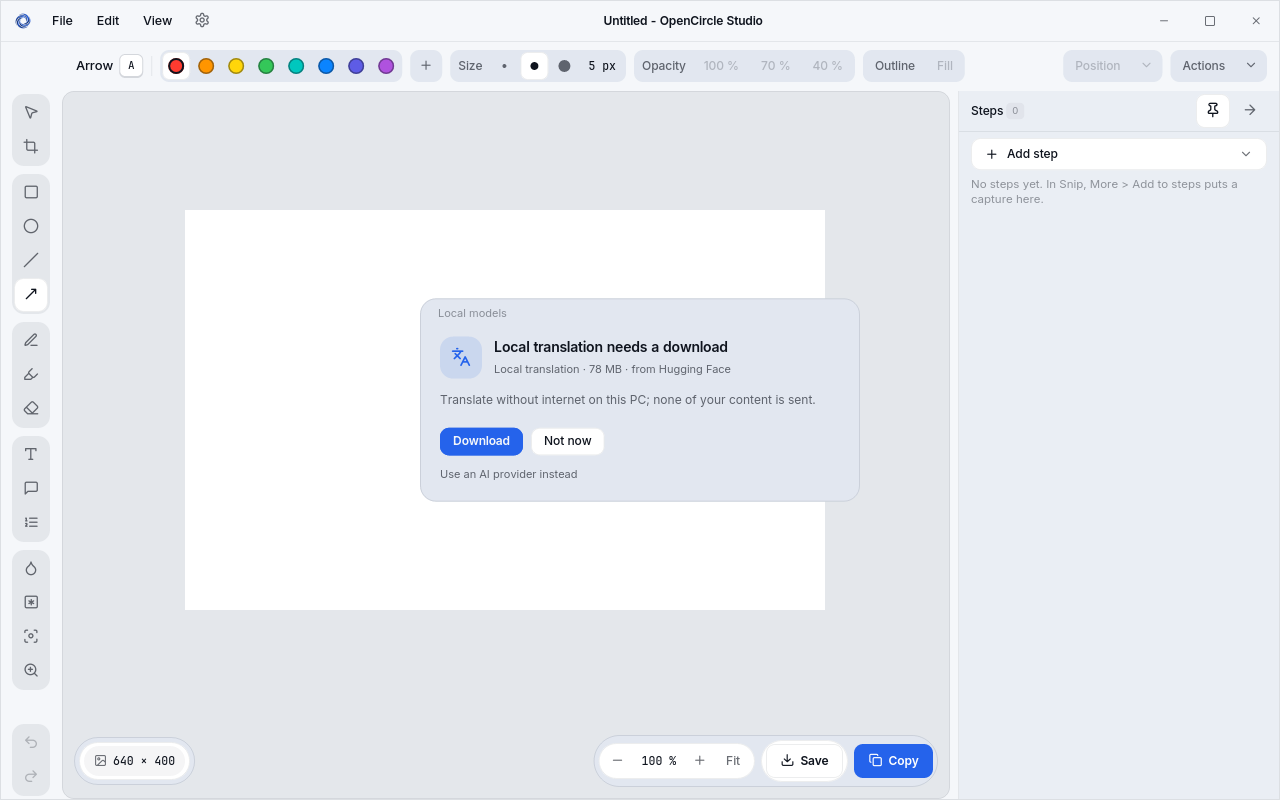 File Edit View
Untitled - OpenCircle Studio
Arrow A
Size 5 px
Opacity 100 % 70 % 40 %
Outline Fill
Position
Actions
Steps 0
Add step
No steps yet. In Snip, More > Add to steps puts a
capture here.
Local models
Local translation needs a download
Local translation · 78 MB · from Hugging Face
Translate without internet on this PC; none of your content is sent.
Download Not now
Use an AI provider instead
640 × 400
100 % Fit
Save
Copy